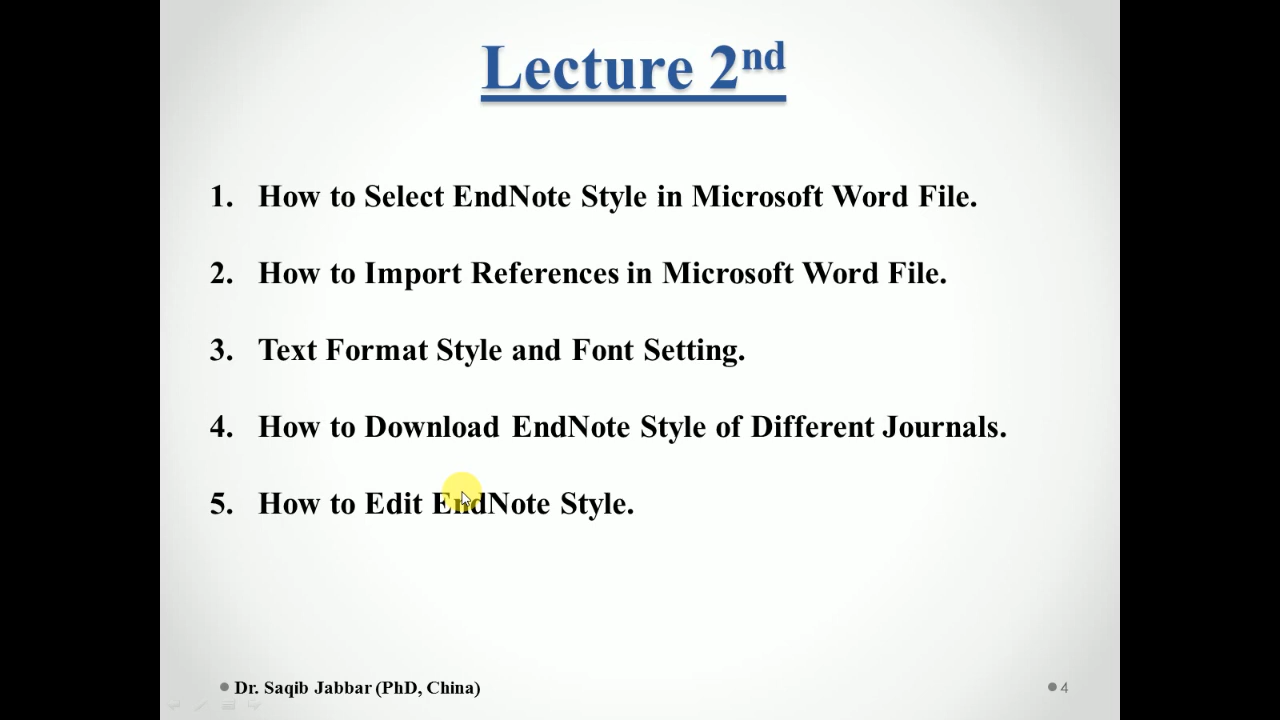 Lecture 2nd
1. How to Select EndNote Style in Microsoft Word File.
2. How to Import References in Microsoft Word File.
3. Text Format Style and Font Setting.
4. How to Download EndNote Style of Different Journals.
5. How to Edit EndNote Style.
Dr. Saqib Jabbar (PhD, China)
4